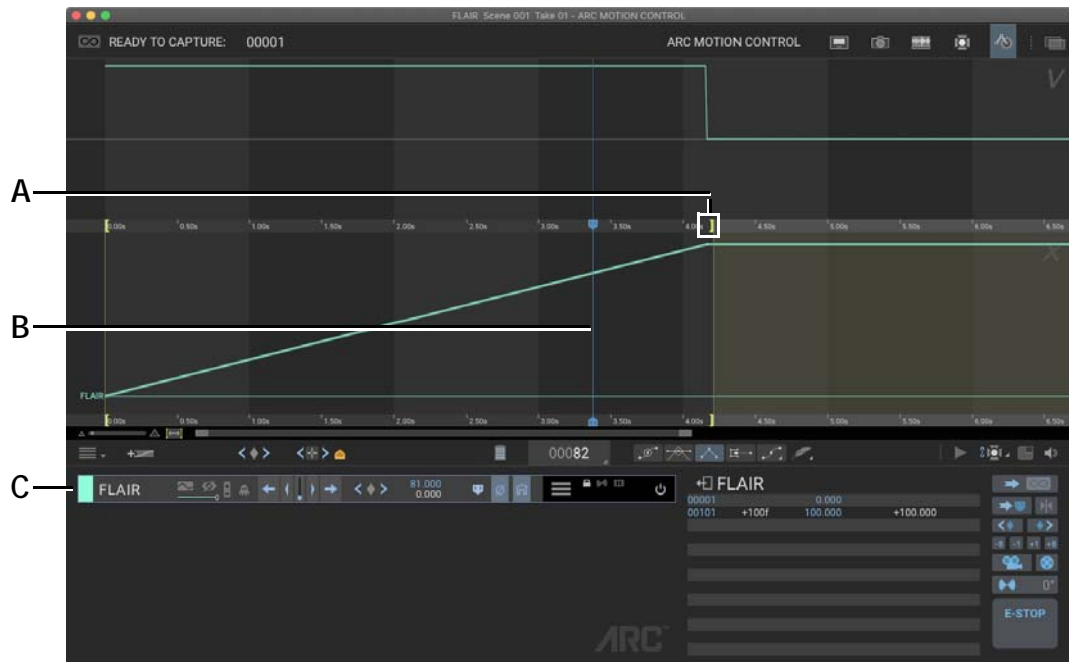 FLAIR Scene 001 Take 01 - ARC MOTION CONTROL
READY TO CAPTURE: 00001 ARC MOTION CONTROL
V
A
0.00s 0.50s 1.00s 1.50s 2.00s 2.50s 3.00s 3.50s 4.00s 4.50s 5.00s 5.50s 6.00s 6.50s
X
B
FLAIR
0.00s 0.50s 1.00s 1.50s 2.00s 2.50s 3.00s 3.50s 4.00s 4.50s 5.00s 5.50s 6.00s 6.50s
00082
C
FLAIR 81.000
0.000
FLAIR
00001 0.000
00101 +100f 100.000 +100.000
-8 -1 +1 +8
0°
E-STOP
ARC